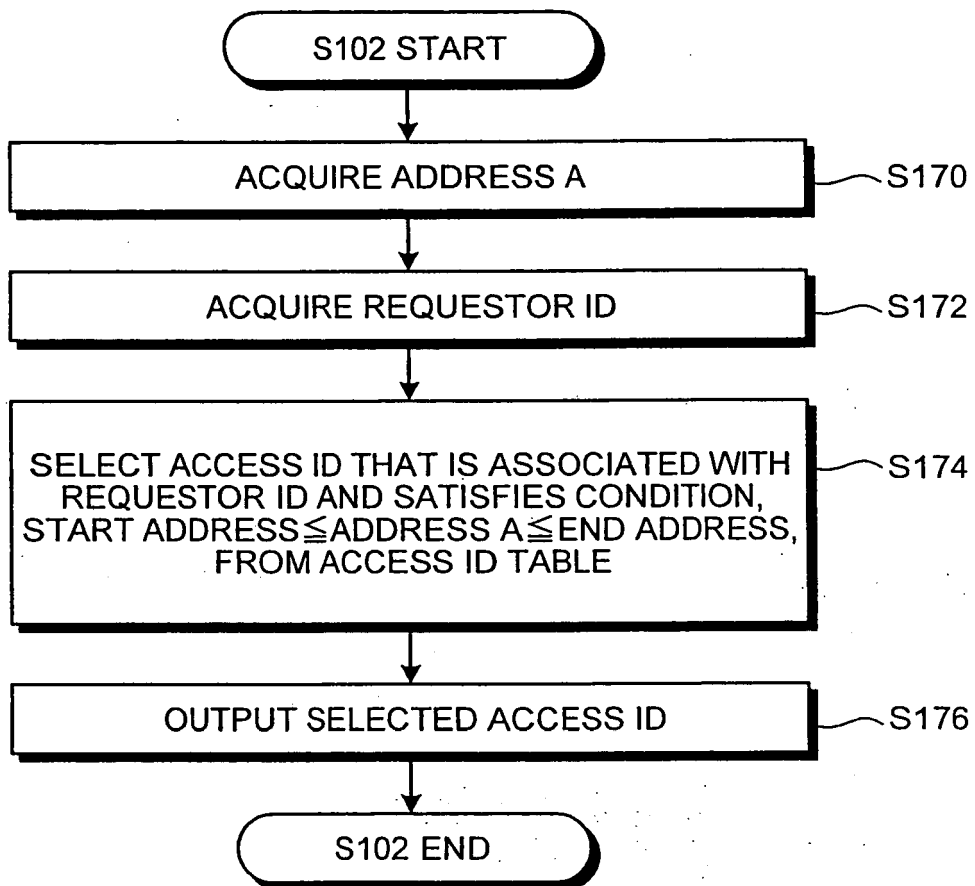 S102 START
ACQUIRE ADDRESS A
S170
ACQUIRE REQUESTOR ID
S172
SELECT ACCESS ID THAT IS ASSOCIATED WITH
REQUESTOR ID AND SATISFIES CONDITION,
START ADDRESS≦ADDRESS A≦END ADDRESS,
FROM ACCESS ID TABLE
S174
OUTPUT SELECTED ACCESS ID
S176
S102 END